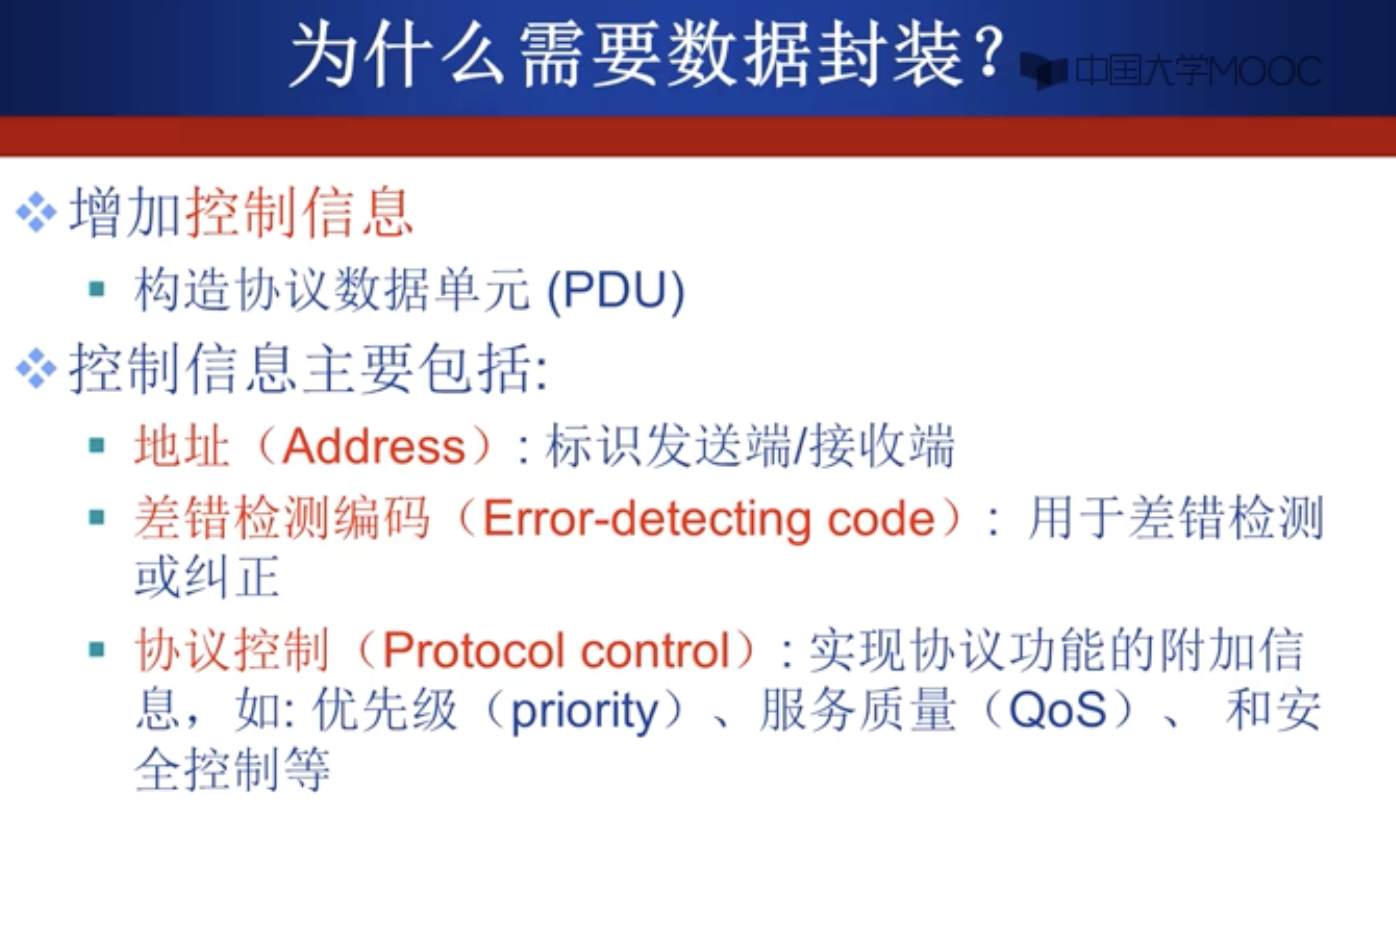 为什么需要数据封装？
中国大学MOOC
增加控制信息
构造协议数据单元 (PDU)
控制信息主要包括:
地址（Address）: 标识发送端/接收端
差错检测编码（Error-detecting code）: 用于差错检测
或纠正
协议控制（Protocol control）: 实现协议功能的附加信
息，如: 优先级（priority）、服务质量（QoS）、 和安
全控制等